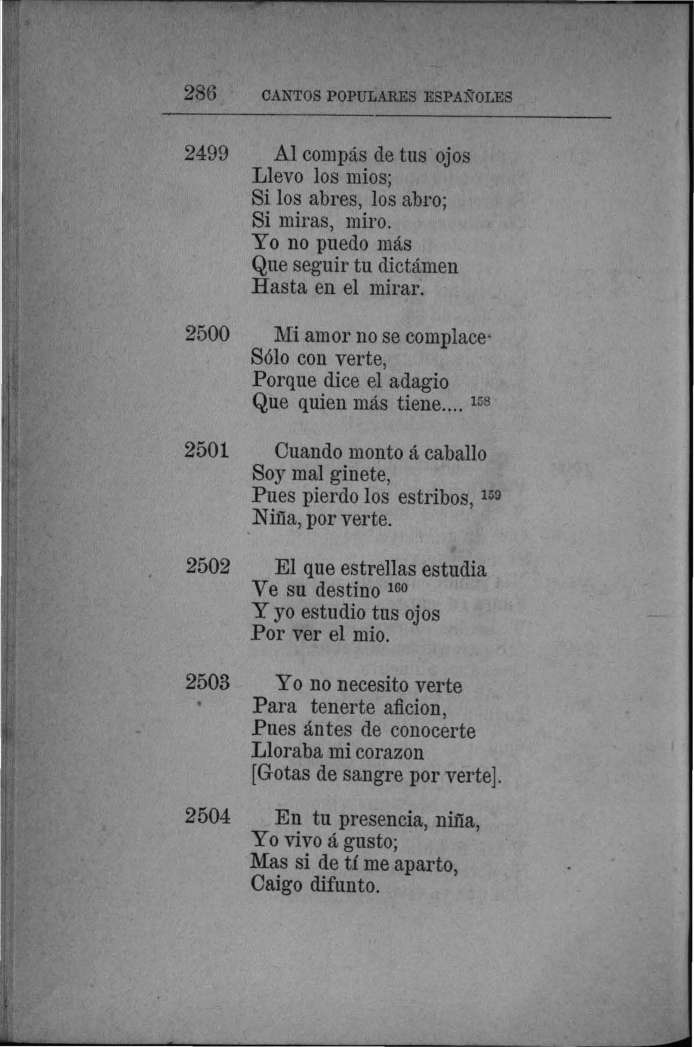 286 CANTOS POPULARES ESPAÑOLES
2499 Al compás de tus ojos
Llevo los mios;
Si los abres, los abro;
Si miras, miro.
Yo no puedo más
Que seguir tu dictámen
Hasta en el mirar.
2500 Mi amor no se complace
Sólo con verte,
Porque dice el adagio
Que quien más tiene.... 158
2501 Cuando monto á caballo
Soy mal ginete,
Pues pierdo los estribos, 159
Niña, por verte.
2502 El que estrellas estudia
Ve su destino 160
Y yo estudio tus ojos
Por ver el mio.
2503 Yo no necesito verte
Para tenerte aficion,
Pues ántes de conocerte
Lloraba mi corazon
[Gotas de sangre por verte].
2504 En tu presencia, niña,
Yo vivo á gusto;
Mas si de tí me aparto,
Caigo difunto.